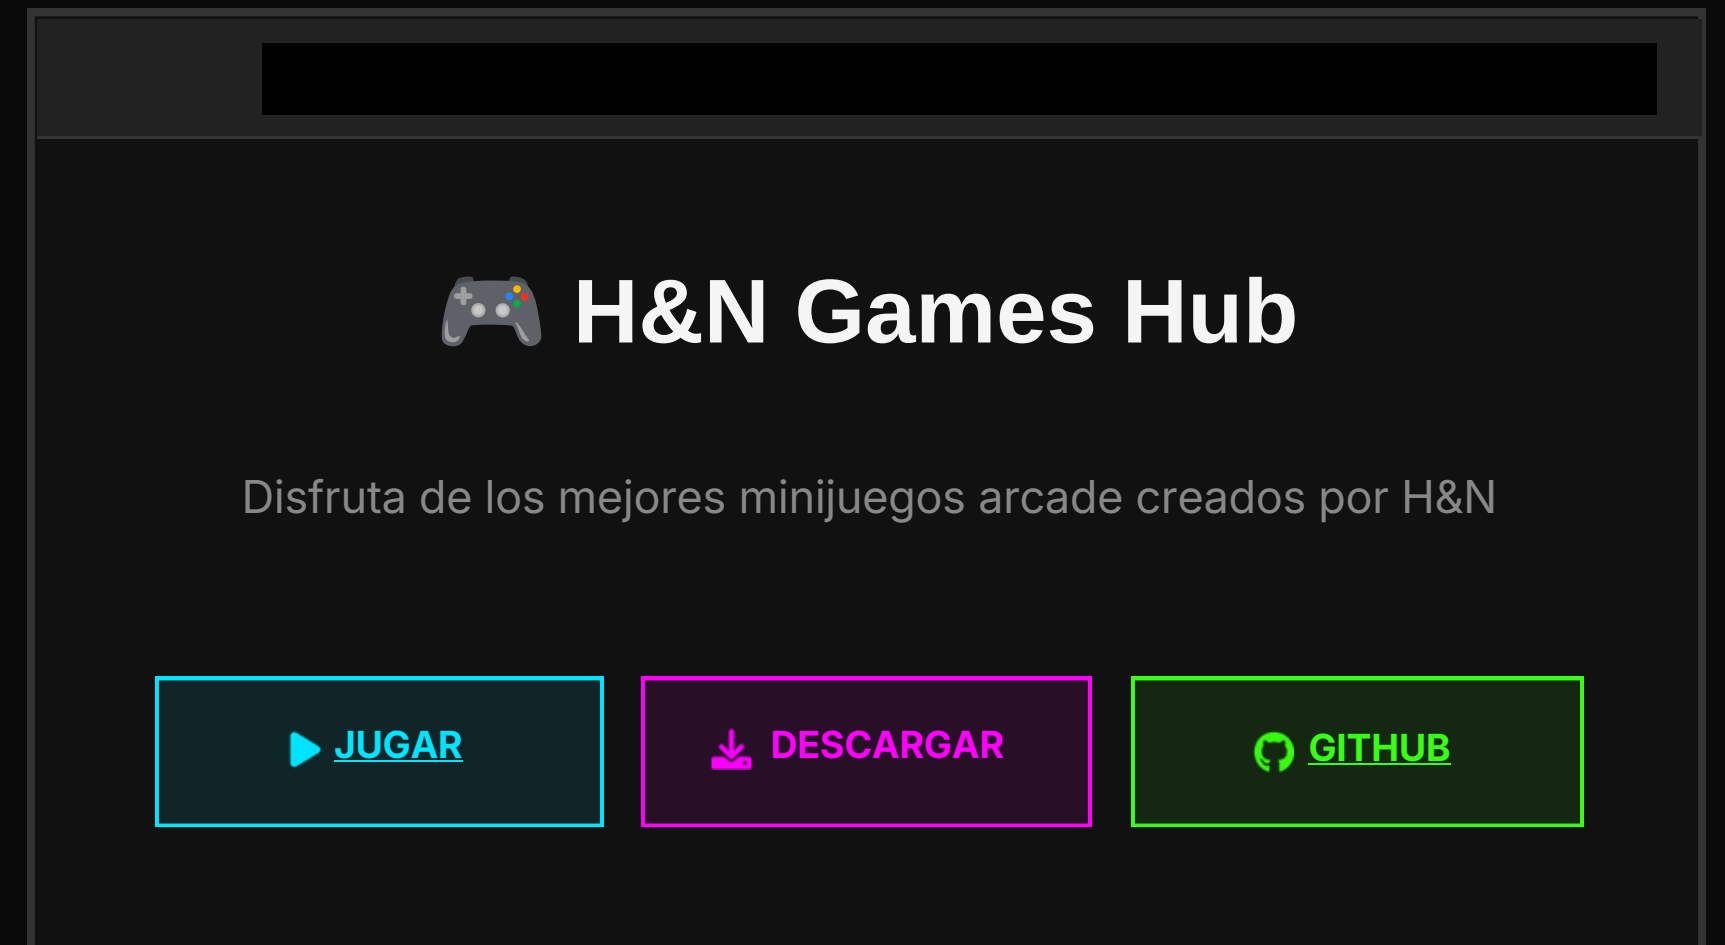 H&N Games Hub
Disfruta de los mejores minijuegos arcade creados por H&N
JUGAR
DESCARGAR
GITHUB